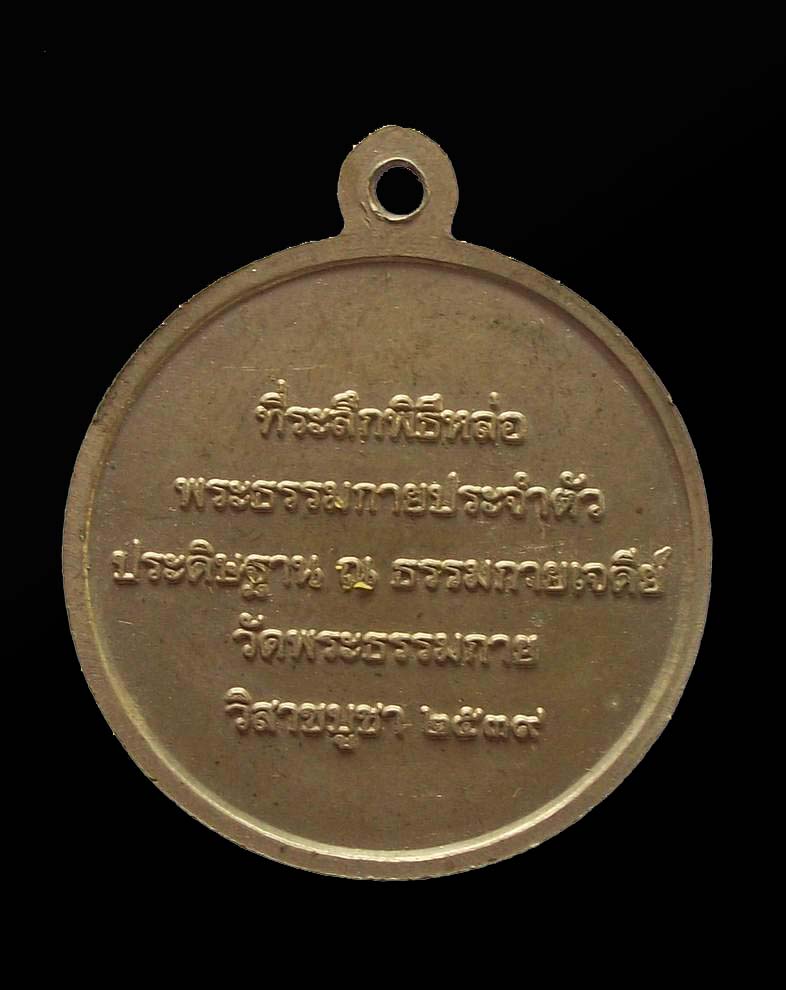 ที่ระลึกพิธีหล่อ
พระธรรมกายประจำตัว
ประดิษฐาน ณ ธรรมกายเจดีย์
วัดพระธรรมกาย
วิสาขบูชา ๒๕๓๙